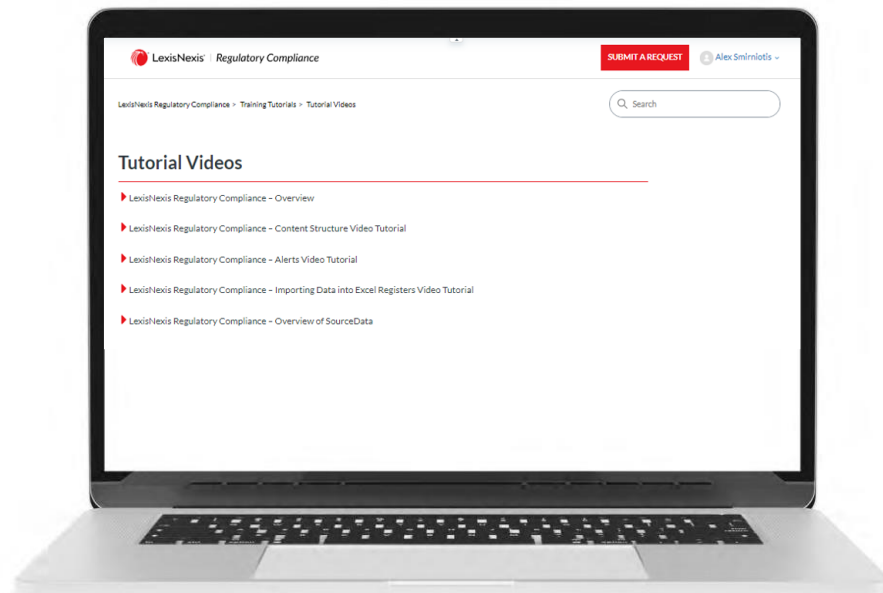 LexisNexis® | Regulatory Compliance
SUBMIT A REQUEST
Alex Smirniotis
LexisNexis Regulatory Compliance > Training Tutorials > Tutorial Videos
Search
Tutorial Videos
LexisNexis Regulatory Compliance – Overview
LexisNexis Regulatory Compliance – Content Structure Video Tutorial
LexisNexis Regulatory Compliance – Alerts Video Tutorial
LexisNexis Regulatory Compliance – Importing Data into Excel Registers Video Tutorial
LexisNexis Regulatory Compliance – Overview of SourceData